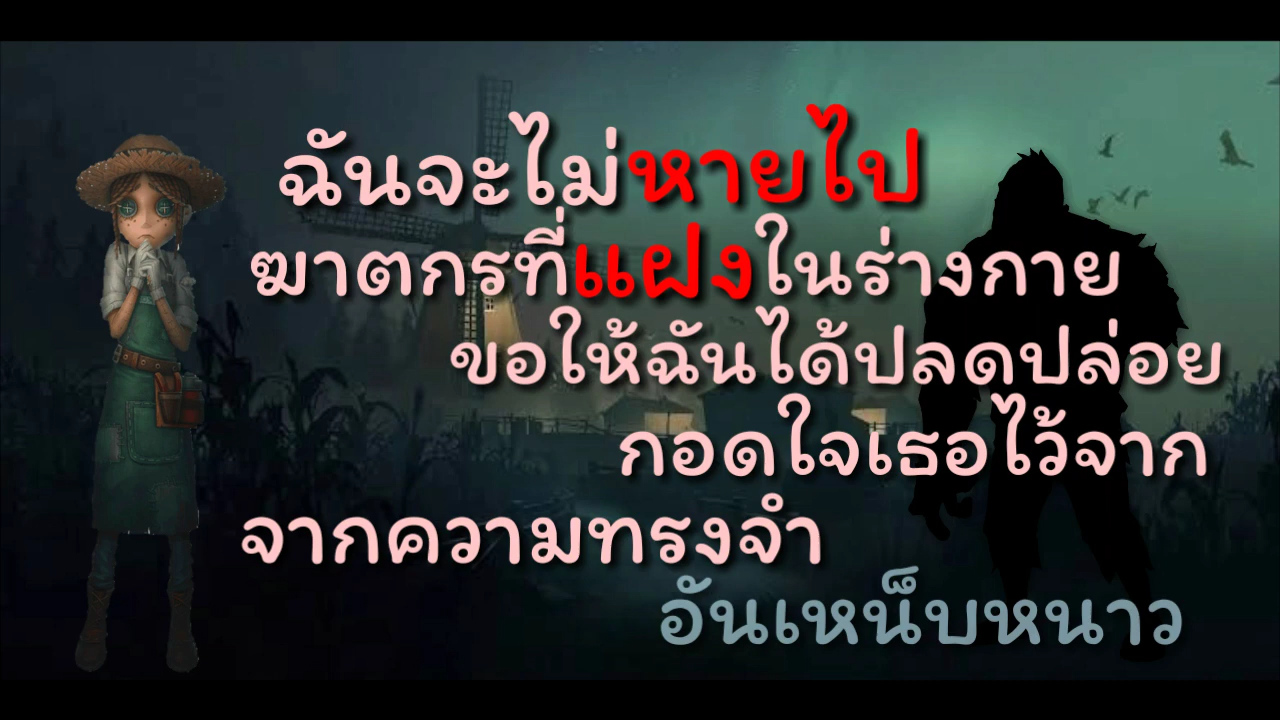 ฉันจะไม่หายไป
ฆาตกรที่แฝงในร่างกาย
ขอให้ฉันได้ปลดปล่อย
กอดใจเธอไว้จาก
จากความทรงจำ
อันเหน็บหนาว